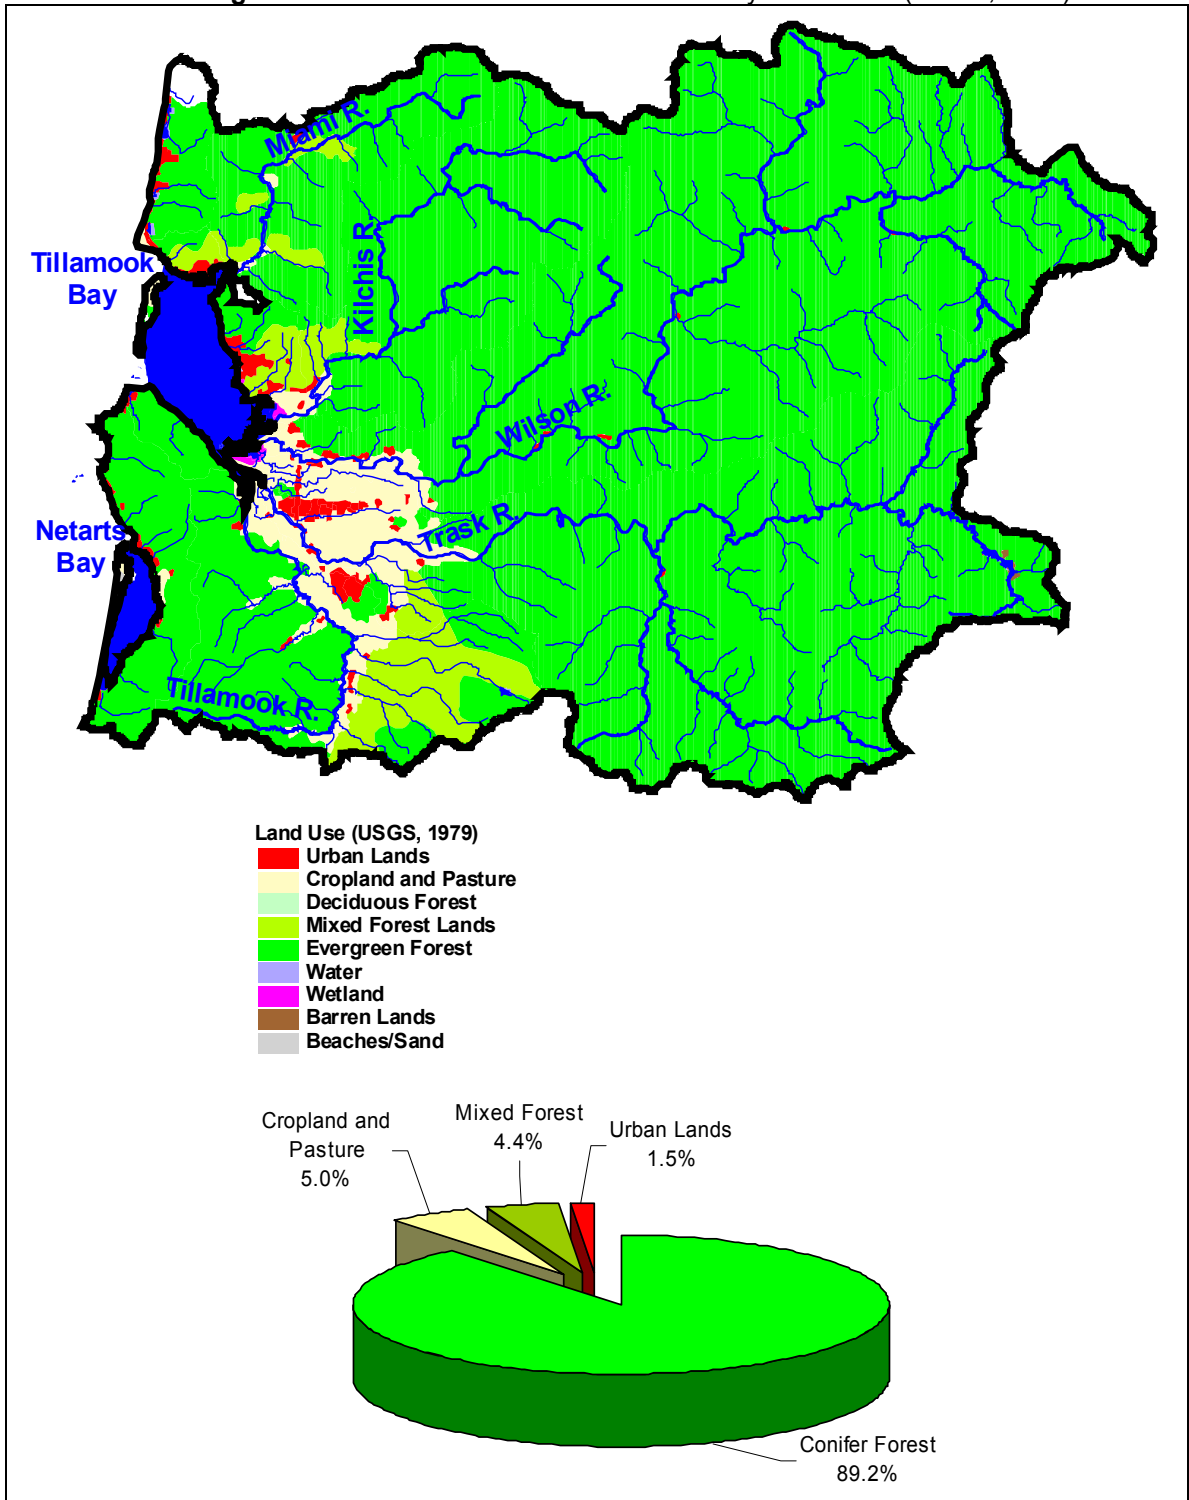 Miami R.
Tillamook
Bay
Kilchis R.
Wilson R.
Netarts
Bay
Trask R.
Tillamook R.
Land Use (USGS, 1979)
Urban Lands
Cropland and Pasture
Deciduous Forest
Mixed Forest Lands
Evergreen Forest
Water
Wetland
Barren Lands
Beaches/Sand
Cropland and
Pasture
5.0%
Mixed Forest
4.4%
Urban Lands
1.5%
Conifer Forest
89.2%